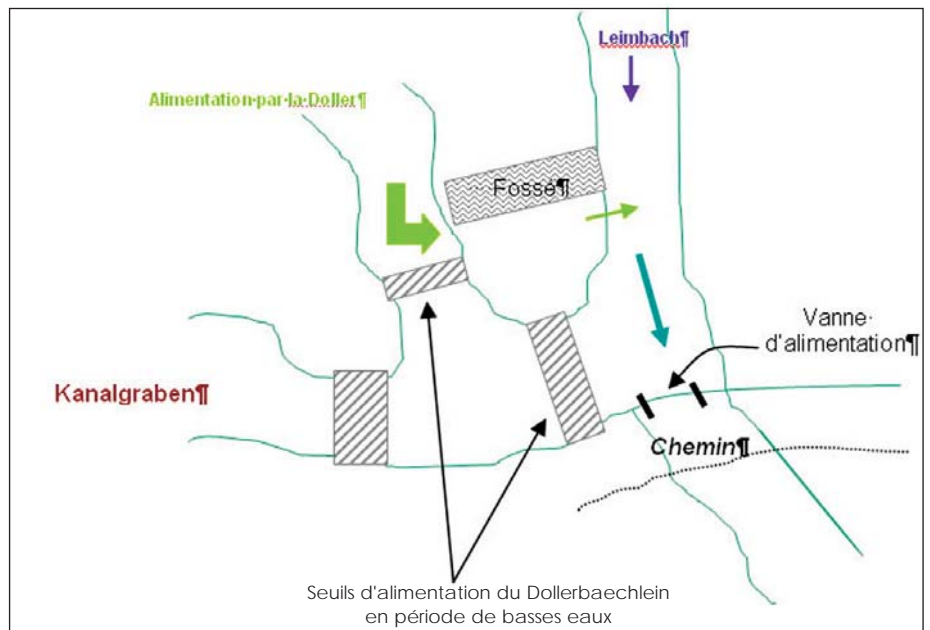 Leimbach¶
Alimentation·par·la·Doller¶
Fossé¶
Vanne·
d'alimentation¶
Kanalgraben¶
Chemin¶
Seuils d'alimentation du Dollerbaechlein
en période de basses eaux